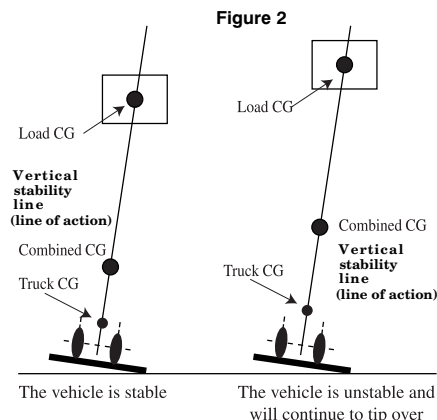 Figure 2
Load CG
Vertical
stability
line
(line of action)
Combined CG
Truck CG
The vehicle is stable
Load CG
Combined CG
Vertical
stability
line
(line of action)
Truck CG
The vehicle is unstable and
will continue to tip over